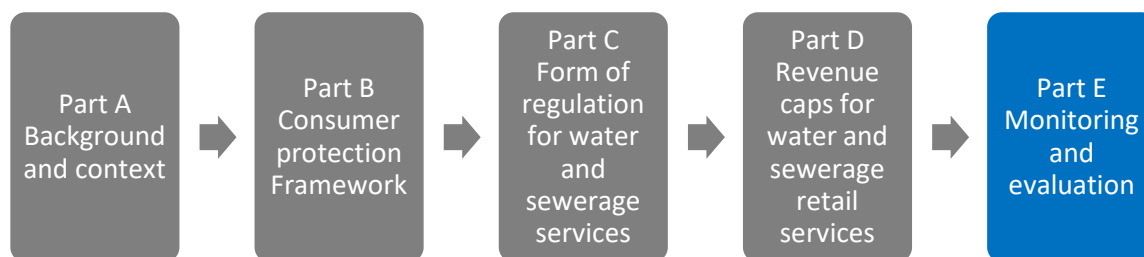 Part A
Background
and context
Part B
Consumer
protection
Framework
Part C
Form of
regulation
for water
and
sewerage
services
Part D
Revenue
caps for
water and
sewerage
retail
services
Part E
Monitoring
and
evaluation